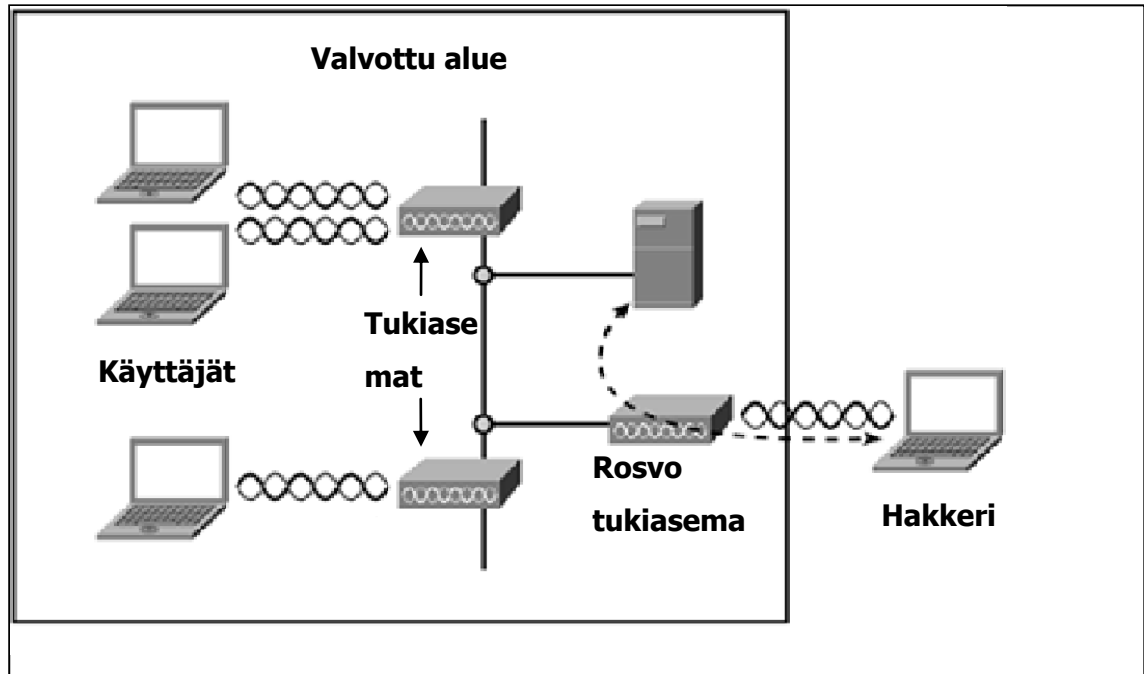 Valvottu alue
Tukiase
mat
Käyttäjät
Rosvo
tukiasema
Hakkeri